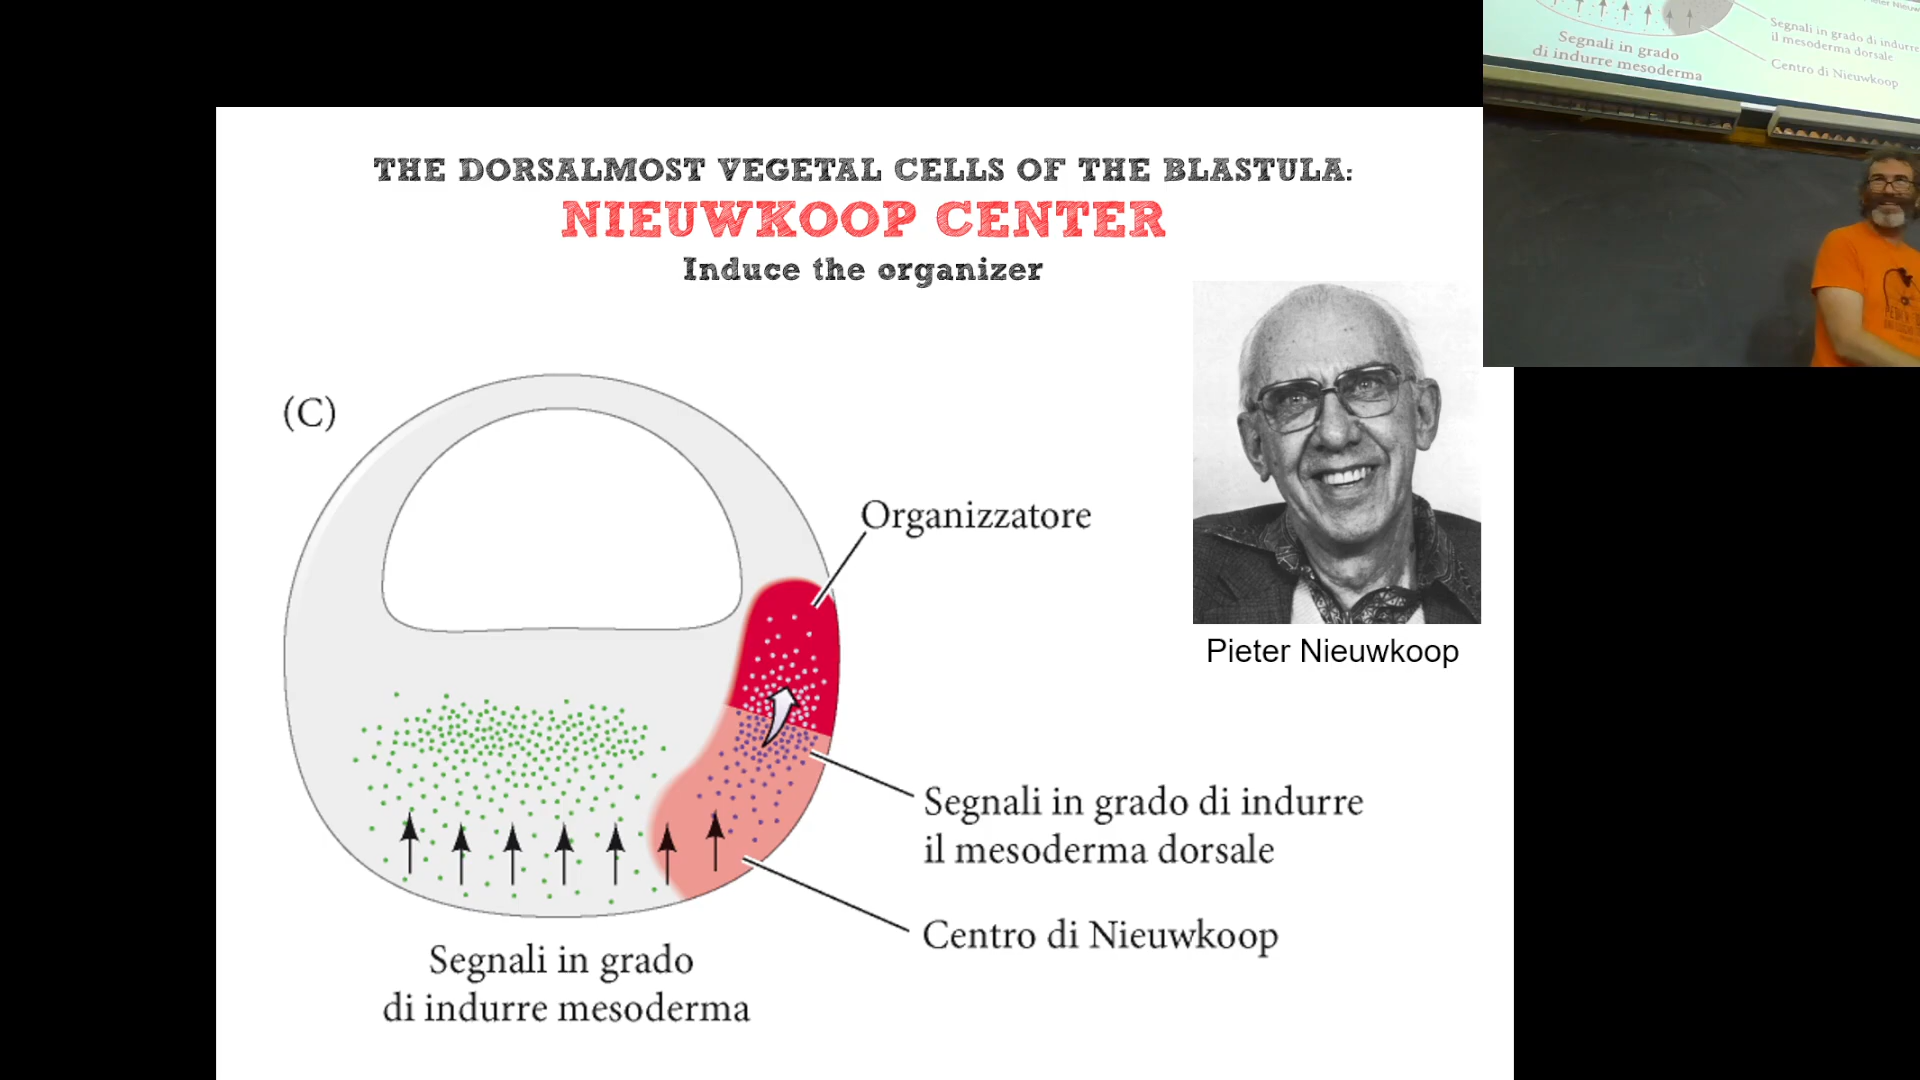 THE DORSALMOST VEGETAL CELLS OF THE BLASTULA:
NIEUWKOOP CENTER
Induce the organizer
(C)
Organizzatore
Pieter Nieuwkoop
Segnali in grado di indurre
il mesoderma dorsale
Centro di Nieuwkoop
Segnali in grado
di indurre mesoderma
Segnali in grado di indurre
il mesoderma dorsale
Centro di Nieuwkoop
Segnali in grado
di indurre mesoderma